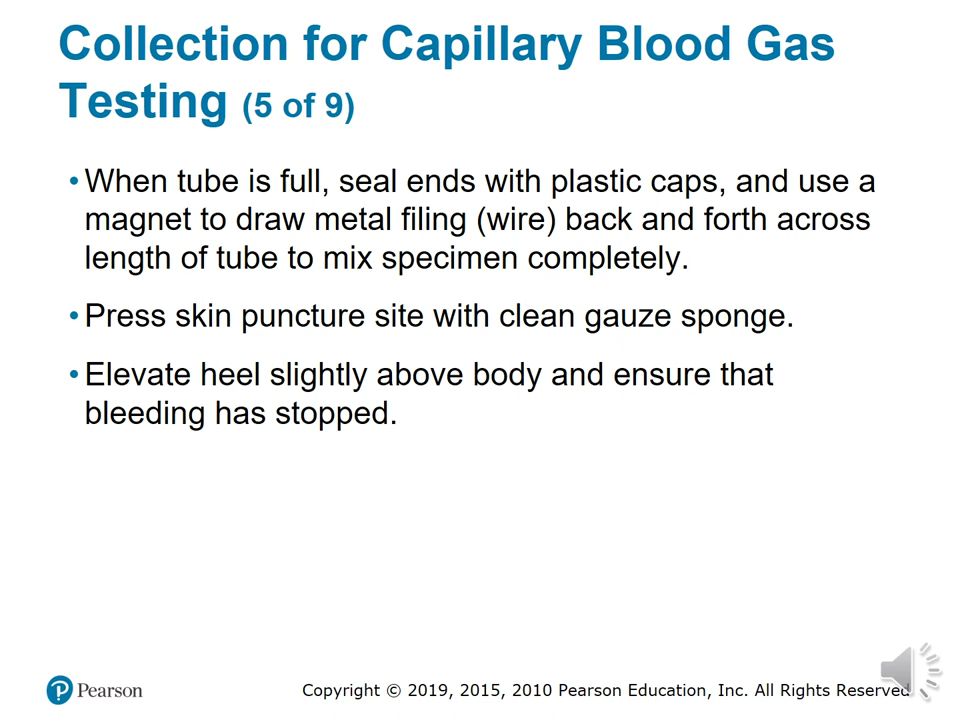 Collection for Capillary Blood Gas
Testing (5 of 9)
• When tube is full, seal ends with plastic caps, and use a
magnet to draw metal filing (wire) back and forth across
length of tube to mix specimen completely.
• Press skin puncture site with clean gauze sponge.
• Elevate heel slightly above body and ensure that
bleeding has stopped.
P Pearson
Copyright © 2019, 2015, 2010 Pearson Education, Inc. All Rights Reserved